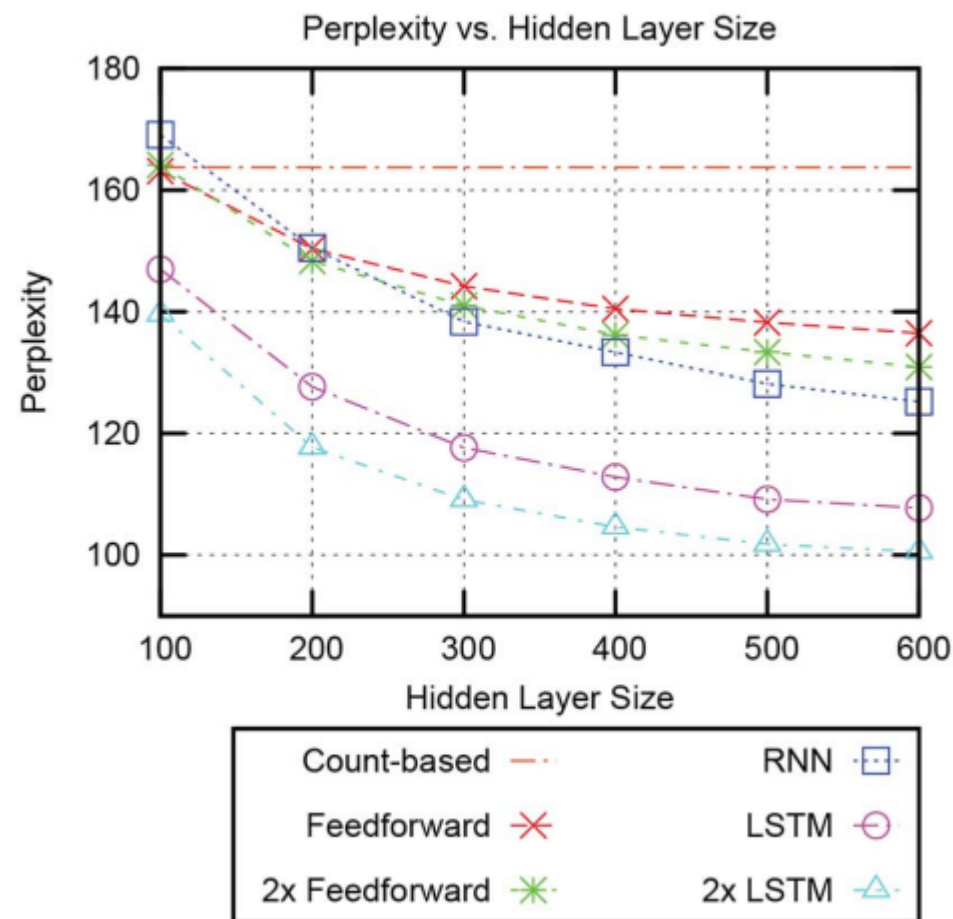 Perplexity vs. Hidden Layer Size
180
160
140
120
100
Perplexity
100 200 300 400 500 600
Hidden Layer Size
Count-based RNN
Feedforward LSTM
2x Feedforward 2x LSTM